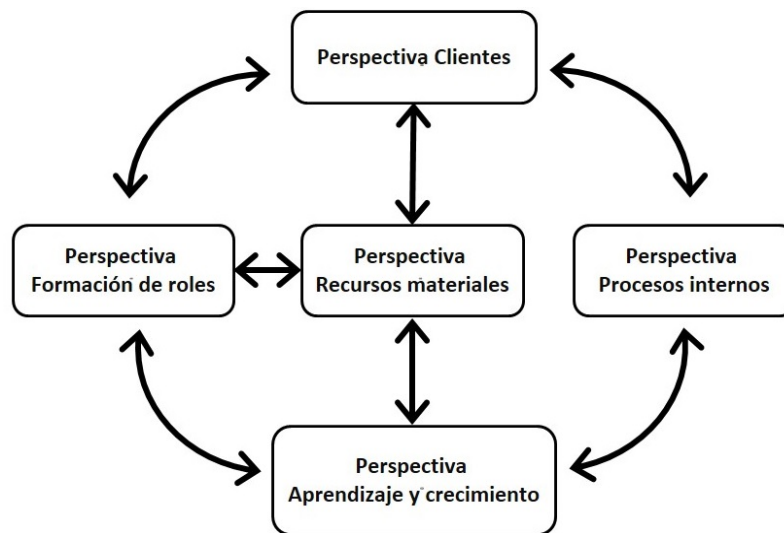 Perspectiva Clientes
Perspectiva
Formación de roles
Perspectiva
Recursos materiales
Perspectiva
Procesos internos
Perspectiva
Aprendizaje y crecimiento